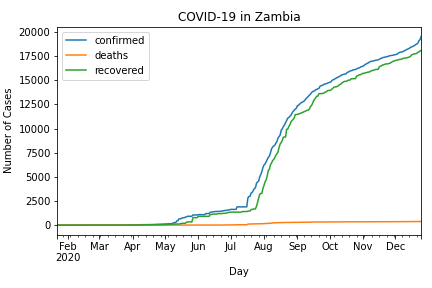 COVID-19 in Zambia
confirmed
deaths
recovered
Number of Cases
20000
17500
15000
12500
10000
7500
5000
2500
0
Feb Mar Apr May Jun Jul Aug Sep Oct Nov Dec
2020
Day